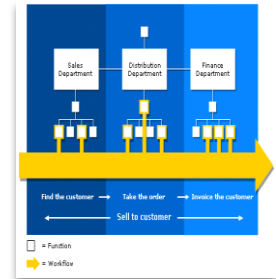 Sales Department
Distribution Department
Finance Department
Find the customer → Take the order → Invoice the customer
Sell to customer
= Function
= Workflow